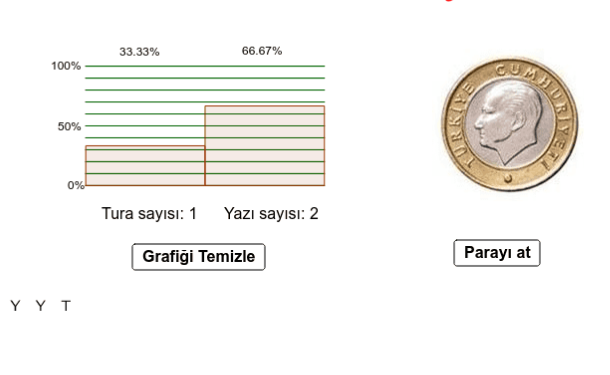 33.33% 66.67%
100%
50%
0%
TÜRKİYE CUMHURİYETİ
Tura sayısı: 1 Yazı sayısı: 2
Grafiği Temizle
Parayı at
Y Y T